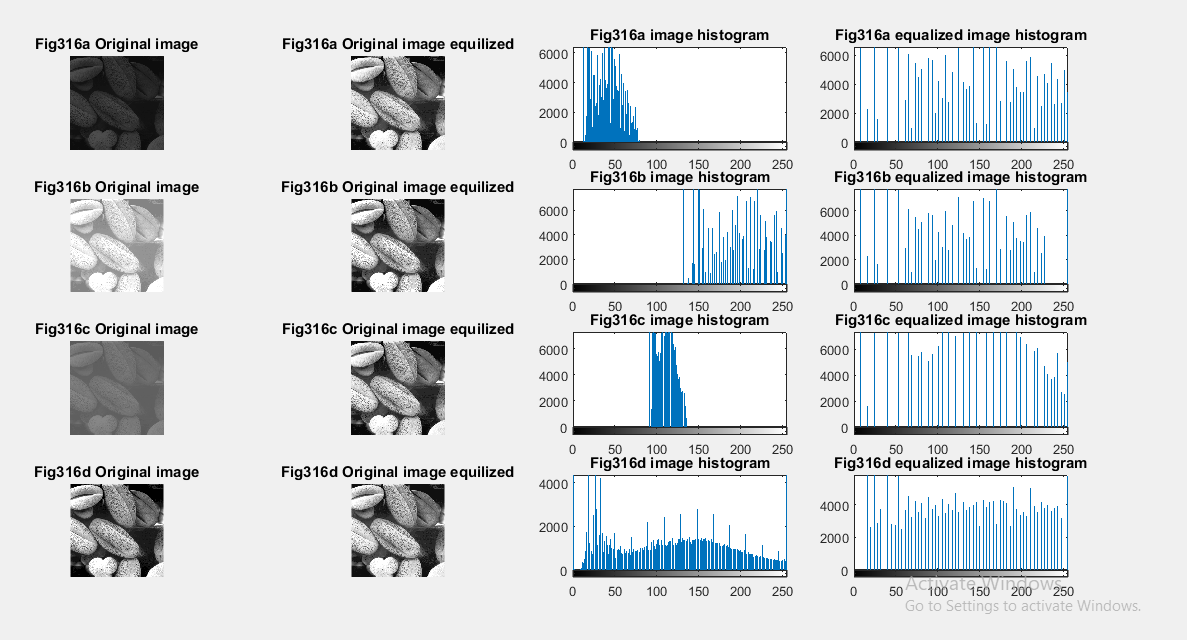 Fig316a Original image
Fig316a Original image equilized
Fig316a image histogram
6000
4000
2000
0
0 50 100 150 200 250
Fig316a equalized image histogram
6000
4000
2000
0
0 50 100 150 200 250
Fig316b Original image
Fig316b Original image equilized
Fig316b image histogram
6000
4000
2000
0
0 50 100 150 200 250
Fig316b equalized image histogram
6000
4000
2000
0
0 50 100 150 200 250
Fig316c Original image
Fig316c Original image equilized
Fig316c image histogram
6000
4000
2000
0
0 50 100 150 200 250
Fig316c equalized image histogram
6000
4000
2000
0
0 50 100 150 200 250
Fig316d Original image
Fig316d Original image equilized
Fig316d image histogram
4000
2000
0
0 50 100 150 200 250
Fig316d equalized image histogram
4000
2000
0
0 50 100 150 200 250
Activate Windows
Go to Settings to activate Windows.